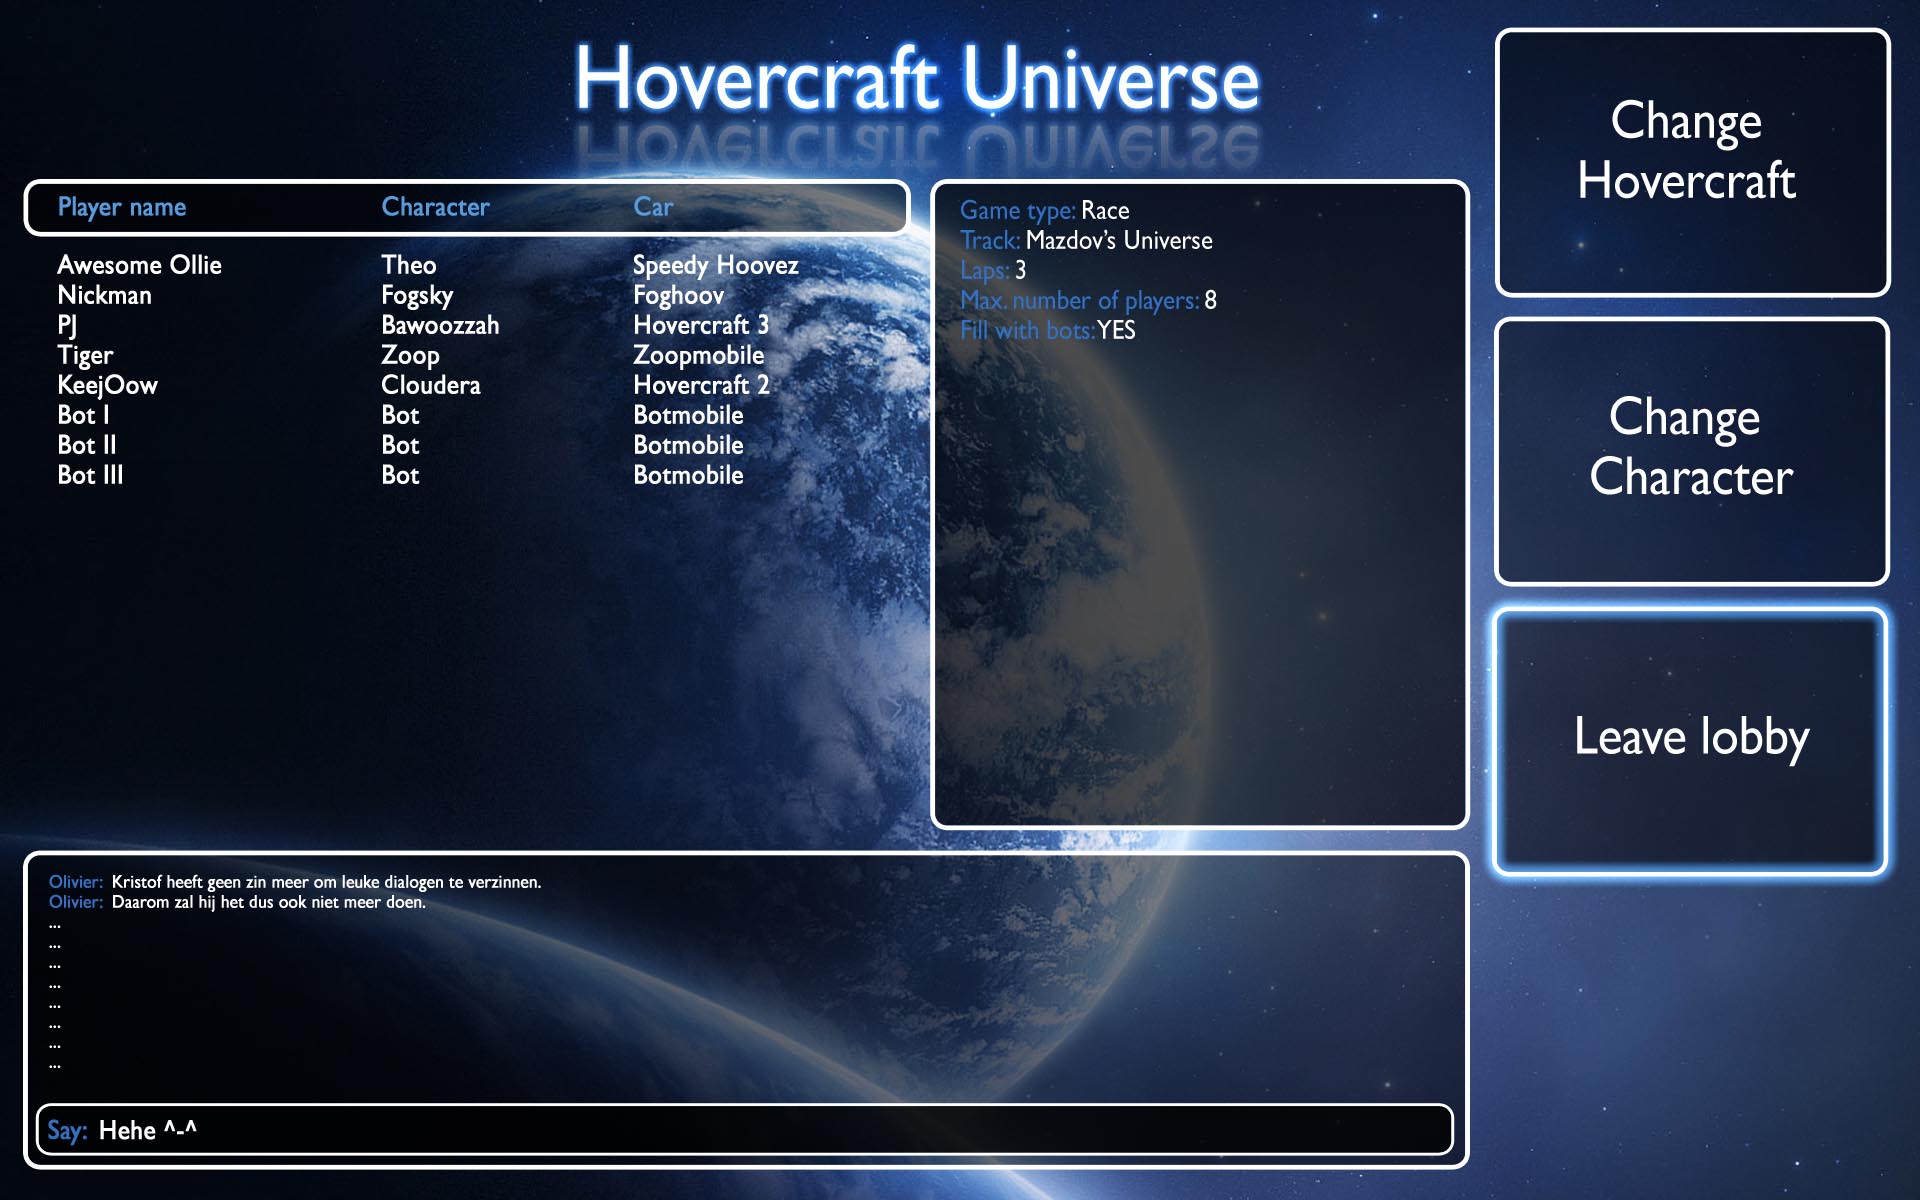 Hovercraft Universe
Player name Character Car
Awesome Ollie Theo Speedy Hoovez
Nickman Fogsky Foghoov
PJ Bawoozzah Hovercraft 3
Tiger Zoop Zoopmobile
KeejOow Cloudera Hovercraft 2
Bot I Bot Botmobile
Bot II Bot Botmobile
Bot III Bot Botmobile
Game type: Race
Track: Mazdov’s Universe
Laps: 3
Max. number of players: 8
Fill with bots:YES
Change
Hovercraft
Change
Character
Leave lobby
Olivier: Kristof heeft geen zin meer om leuke dialogen te verzinnen.
Olivier: Daarom zal hij het dus ook niet meer doen.
...
...
...
...
...
...
...
...
Say: Hehe ^-^